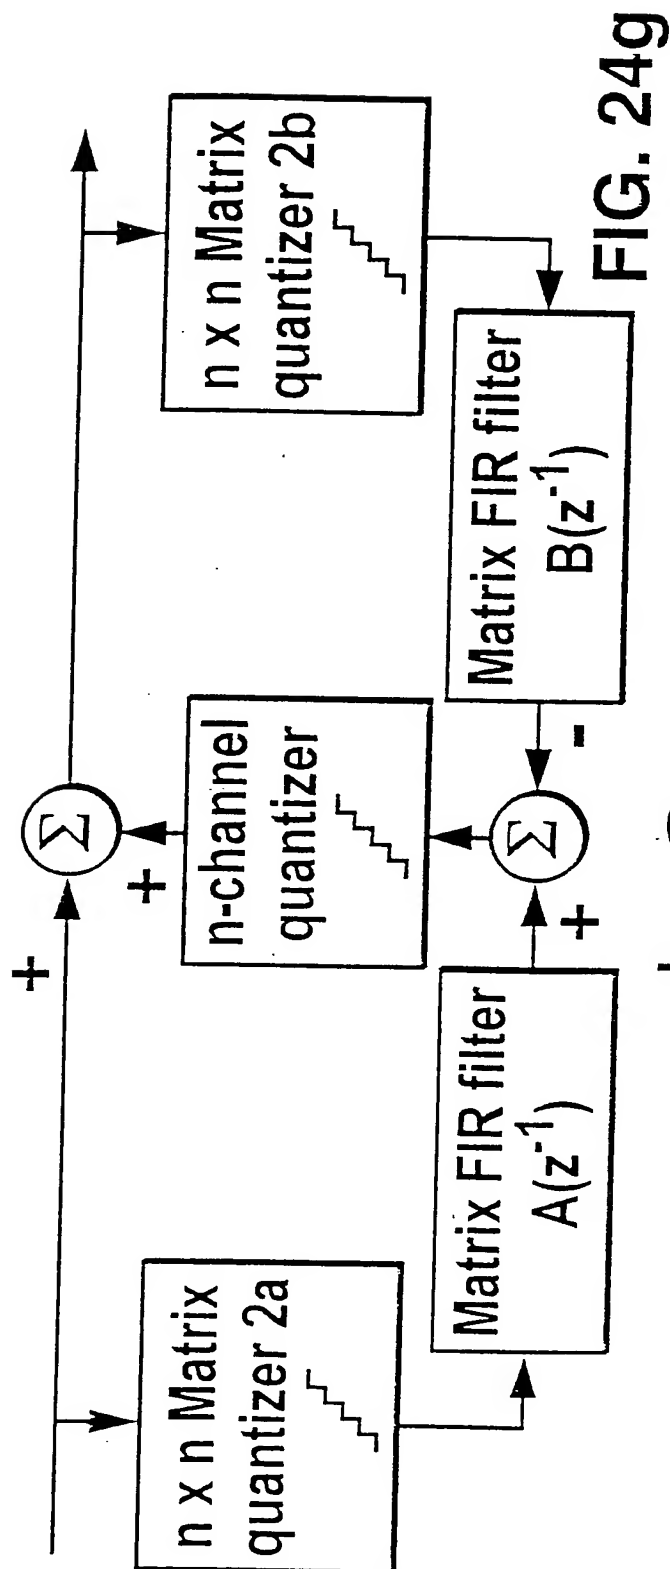 +
Σ
+
n x n Matrix
quantizer 2a
n-channel
quantizer
n x n Matrix
quantizer 2b
Matrix FIR filter
A(z⁻¹)
+
Σ
-
Matrix FIR filter
B(z⁻¹)
FIG. 24g